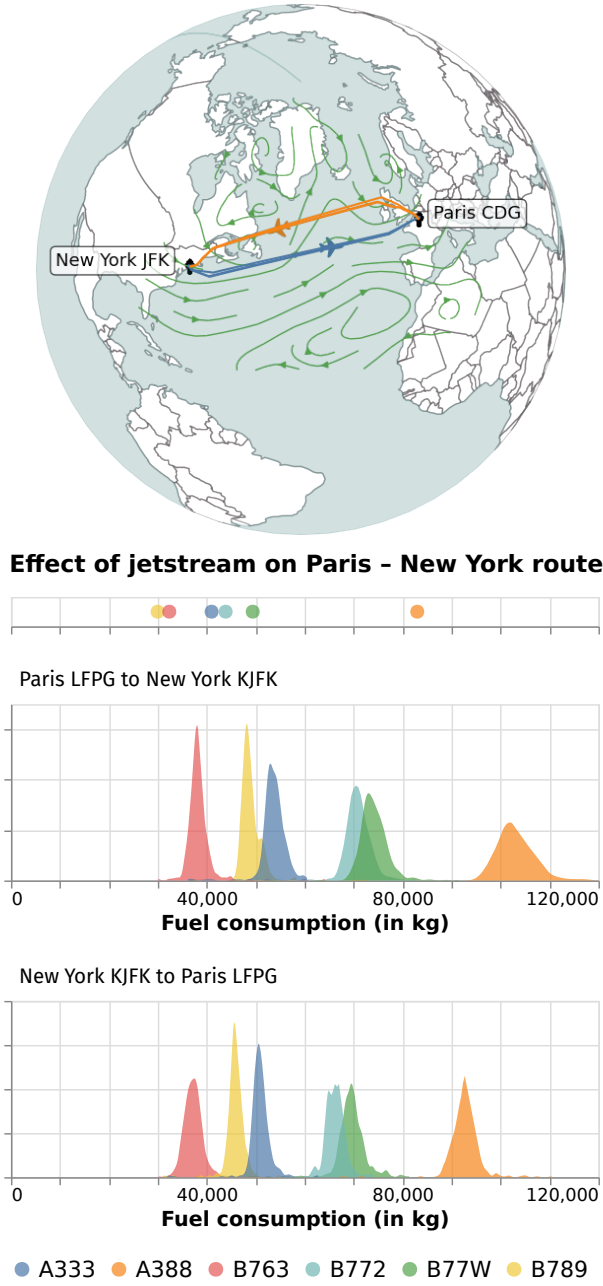 Paris CDG
New York JFK
Effect of jetstream on Paris – New York route
Paris LFPG to New York KJFK
0 40,000 80,000 120,000
Fuel consumption (in kg)
New York KJFK to Paris LFPG
0 40,000 80,000 120,000
Fuel consumption (in kg)
A333 A388 B763 B772 B77W B789